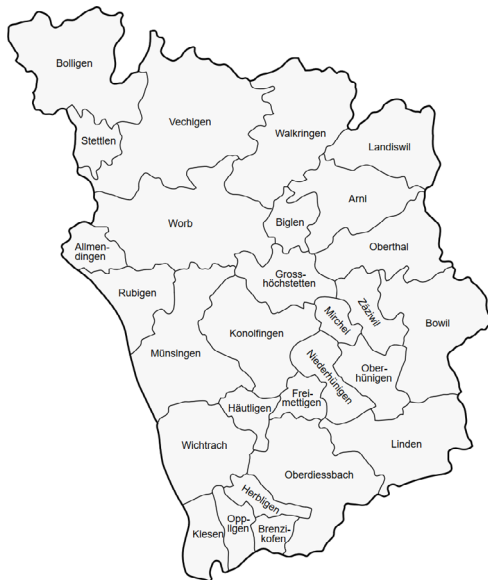 Bolligen
Vechigen
Stettlen
Walkringen
Landiswil
Arni
Worb
Biglen
Allmen-
dingen
Oberthal
Gross-
höchstetten
Rubigen
Mirchel
Zäziwil
Bowil
Konolfingen
Münsingen
Niederhünigen
Ober-
hünigen
Frei-
mettigen
Häutligen
Wichtrach
Linden
Oberdiessbach
Herbligen
Opp-
ligen
Kiesen
Brenzi-
kofen